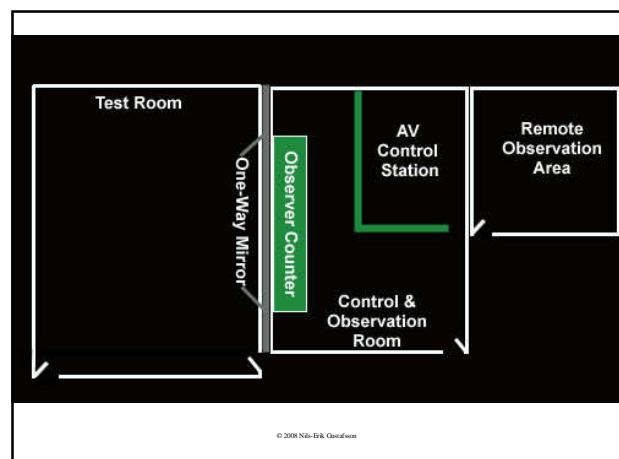 Test Room
One-Way Mirror
Observer Counter
AV
Control
Station
Control &
Observation
Room
Remote
Observation
Area
© 2008 Nils-Erik Gustafsson